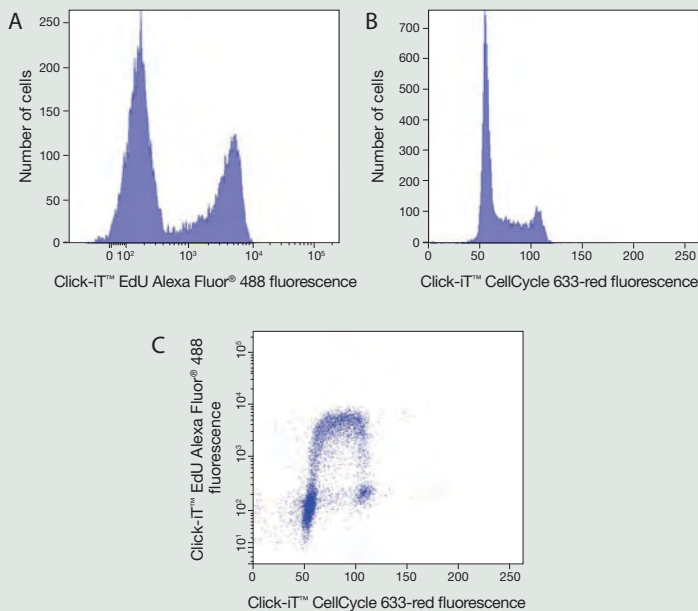 A
Number of cells
250
200
150
100
50
0
0 10² 10³ 10⁴ 10⁵
Click-iT™ EdU Alexa Fluor® 488 fluorescence
B
Number of cells
700
600
500
400
300
200
100
0
0 50 100 150 200 250
Click-iT™ CellCycle 633-red fluorescence
C
Click-iT™ EdU Alexa Fluor® 488
fluorescence
10⁵
10⁴
10³
10²
10¹
0 50 100 150 200 250
Click-iT™ CellCycle 633-red fluorescence